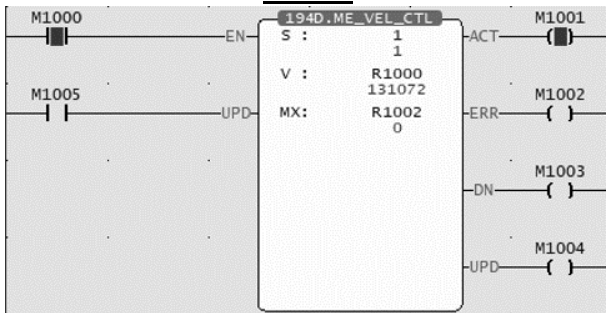 M1000 194D.ME_VEL_CTL M1001
EN S : 1 ACT
1
V : R1000
131072
M1005 M1002
UPD MX: R1002 ERR
0
M1003
DN
M1004
UPD